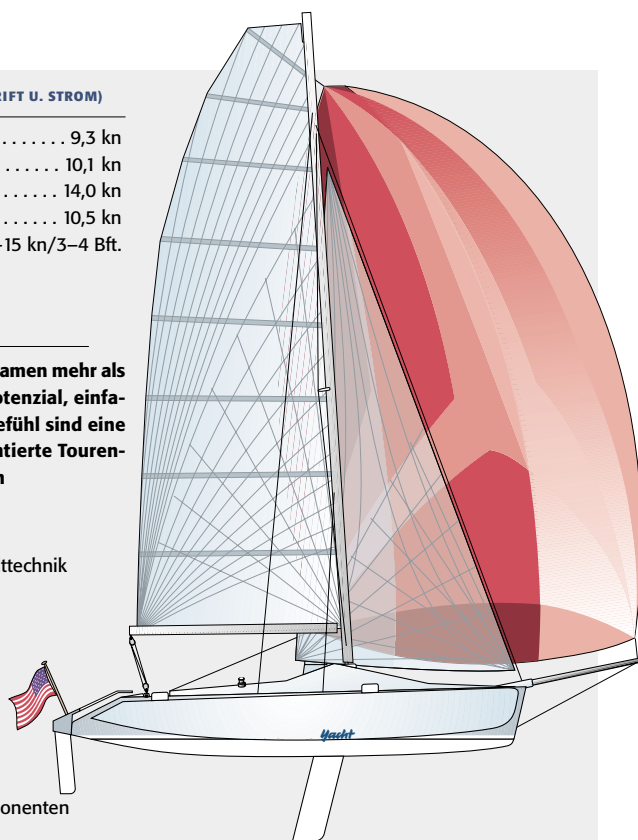 RIFT U. STROM)
. . . . . . . 9,3 kn
. . . . . . 10,1 kn
. . . . . . 14,0 kn
. . . . . . 10,5 kn
-15 kn/3–4 Bft.
amen mehr als
otenzial, einfa-
efühl sind eine
ntierte Touren-
n
ttechnik
onenten
Yacht